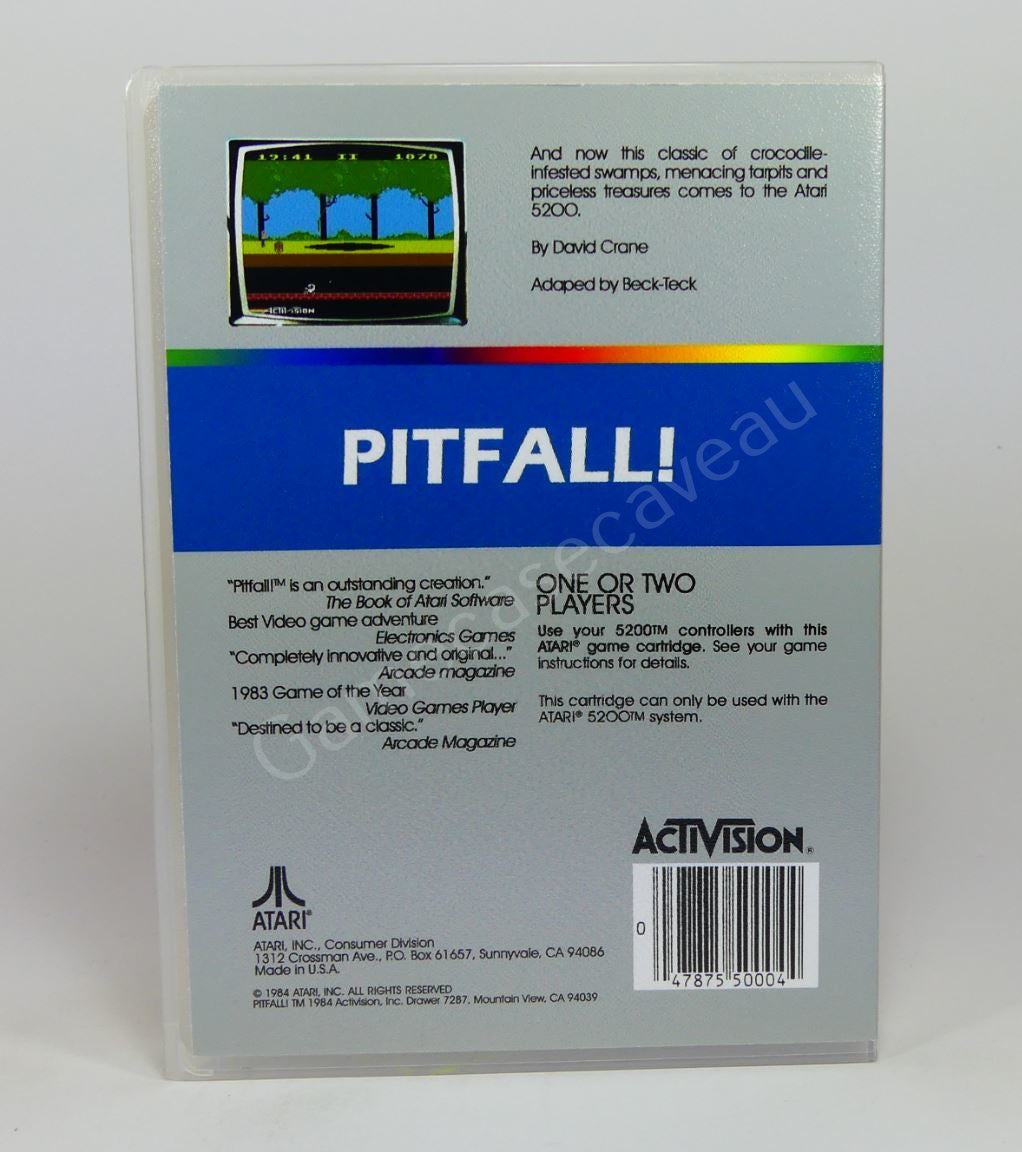 19:41 II 1870
ACTIVISION
And now this classic of crocodile-
infested swamps, menacing tarpits and
priceless treasures comes to the Atari
5200.
By David Crane
Adaped by Beck-Teck
PITFALL!
"Pitfall!™ is an outstanding creation."
The Book of Atari Software
Best Video game adventure
Electronics Games
"Completely innovative and original..."
Arcade magazine
1983 Game of the Year
Video Games Player
"Destined to be a classic."
Arcade Magazine
ONE OR TWO
PLAYERS
Use your 5200™ controllers with this
ATARI® game cartridge. See your game
instructions for details.
This cartridge can only be used with the
ATARI® 5200™ system.
Gamecasecaveau
ACTIVISION®
0 47875 50004
ATARI®
ATARI, INC., Consumer Division
1312 Crossman Ave., P.O. Box 61657, Sunnyvale, CA 94086
Made in U.S.A.
© 1984 ATARI, INC. ALL RIGHTS RESERVED
PITFALL! TM 1984 Activision, Inc. Drawer 7287, Mountain View, CA 94039